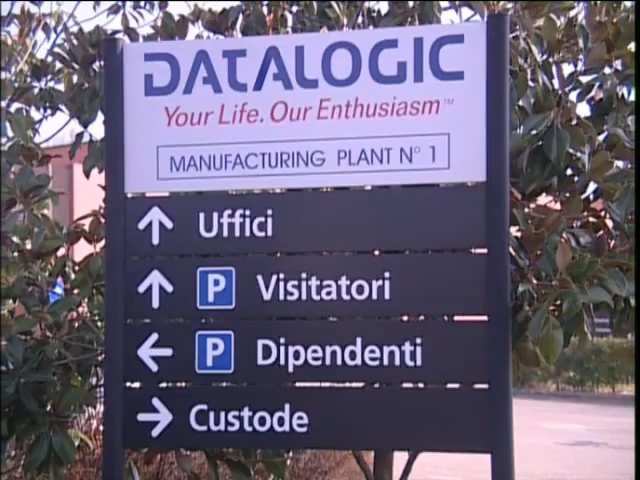 DATALOGIC
Your Life. Our Enthusiasm™
MANUFACTURING PLANT N° 1
↑ Uffici
↑ P Visitatori
← P Dipendenti
→ Custode